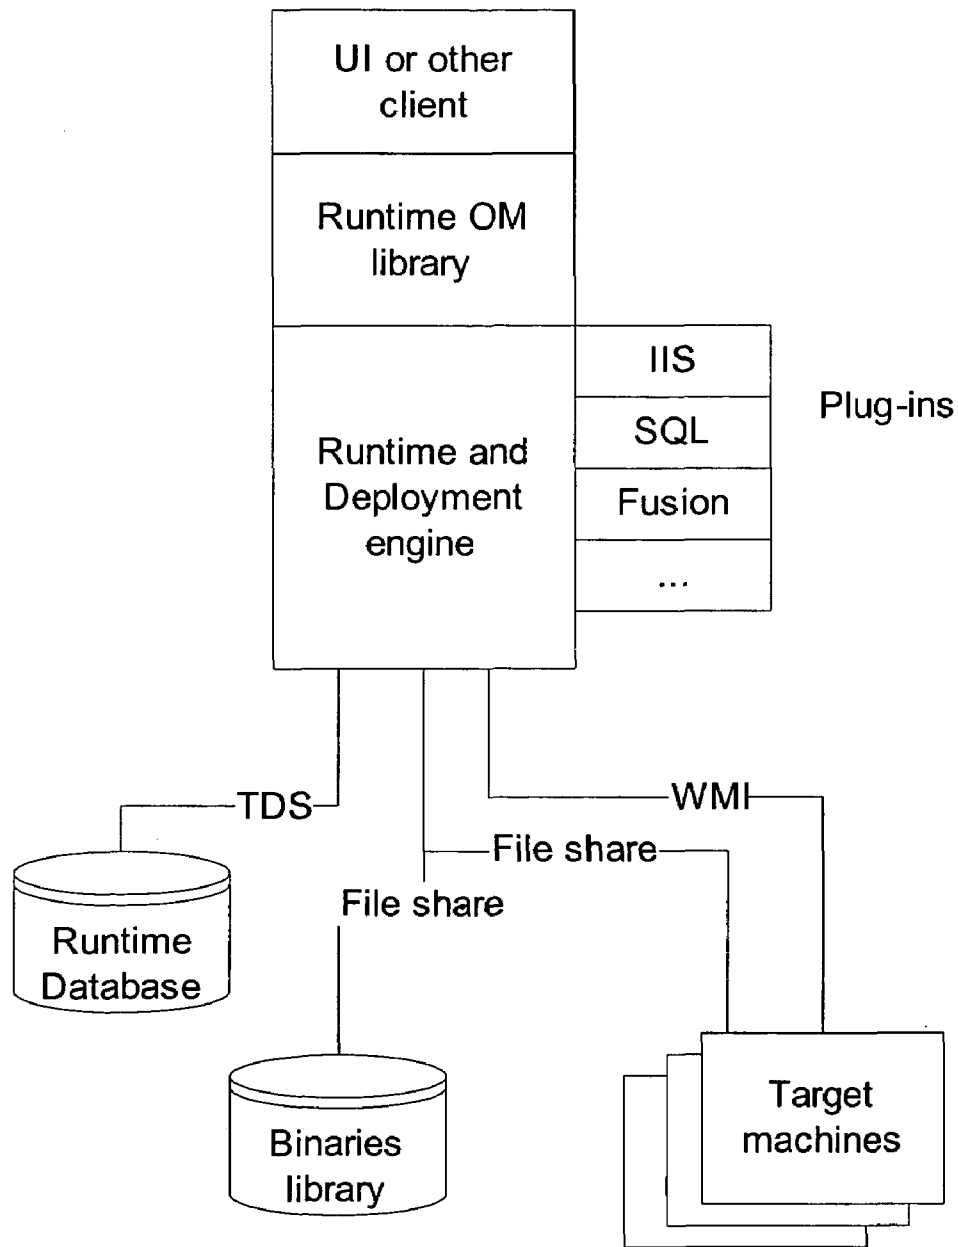 UI or other
client
Runtime OM
library
IIS
SQL
Fusion
...
Plug-ins
Runtime and
Deployment
engine
TDS
WMI
File share
File share
Runtime
Database
Binaries
library
Target
machines